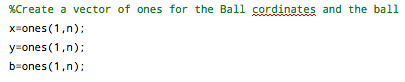 %Create a vector of ones for the Ball cordinates and the ball
x=ones(1,n);
y=ones(1,n);
b=ones(1,n);